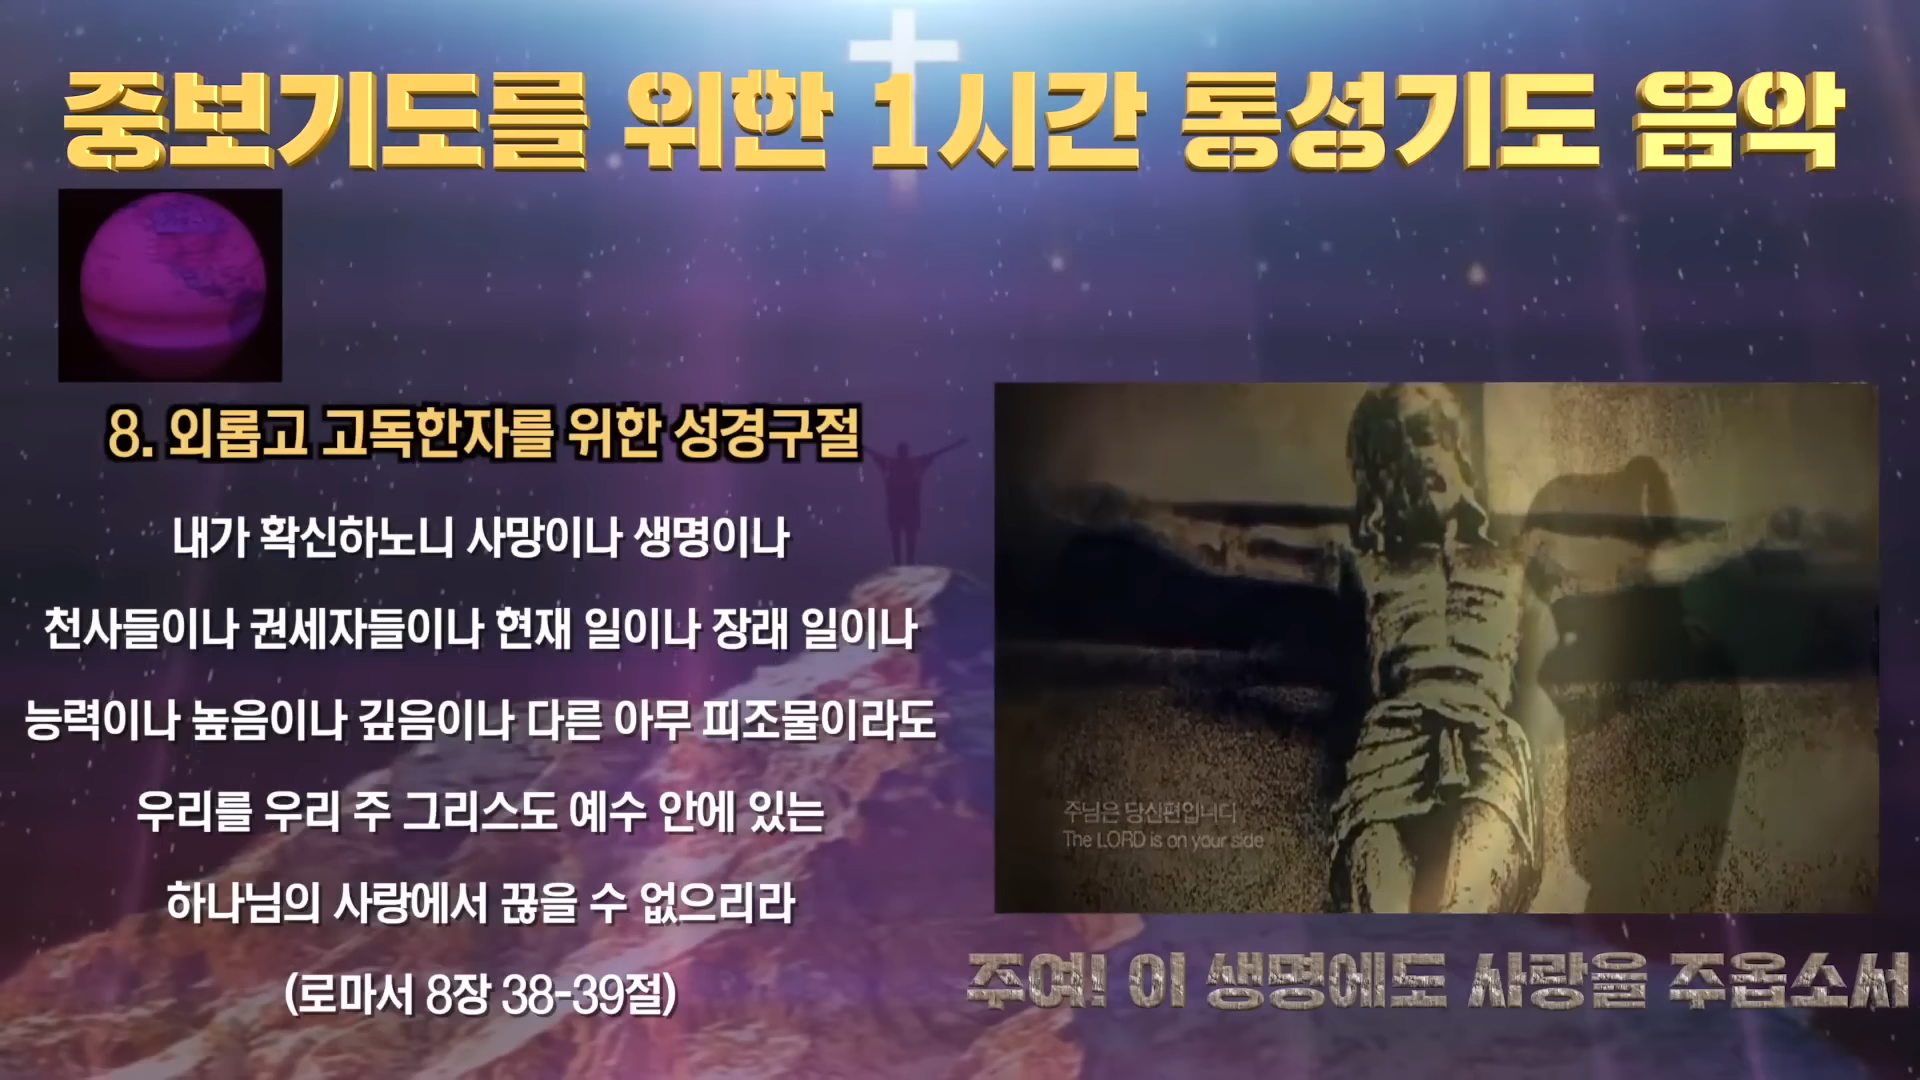 중보기도를 위한 1시간 통성기도 음악
8. 외롭고 고독한자를 위한 성경구절
내가 확신하노니 사망이나 생명이나
천사들이나 권세자들이나 현재 일이나 장래 일이나
능력이나 높음이나 깊음이나 다른 아무 피조물이라도
우리를 우리 주 그리스도 예수 안에 있는
하나님의 사랑에서 끊을 수 없으리라
(로마서 8장 38-39절)
주님은 당신편입니다
The LORD is on your side
주여! 이 생명에도 사랑을 주옵소서